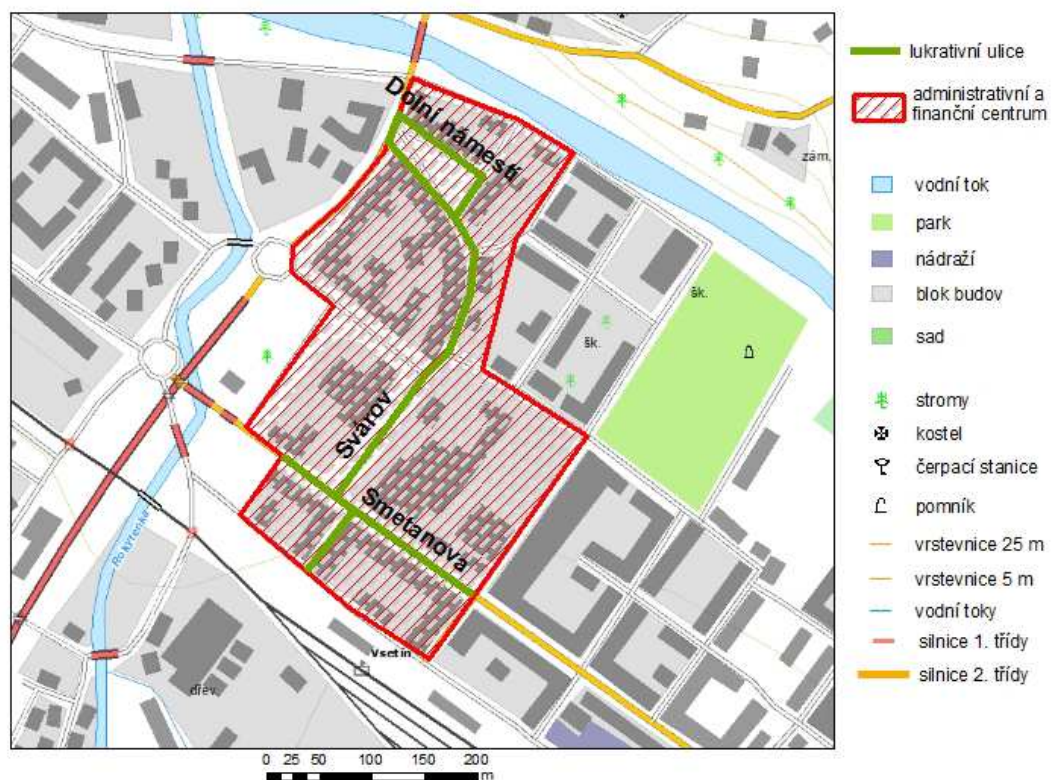 Dolní náměstí
zám.
šk.
šk.
Svarov
Smetanova
Rokytenka
Vsetín
dřev.
0 25 50 100 150 200
m
lukrativní ulice
administrativní a
finanční centrum
vodní tok
park
nádraží
blok budov
sad
stromy
kostel
čerpací stanice
pomník
vrstevnice 25 m
vrstevnice 5 m
vodní toky
silnice 1. třídy
silnice 2. třídy